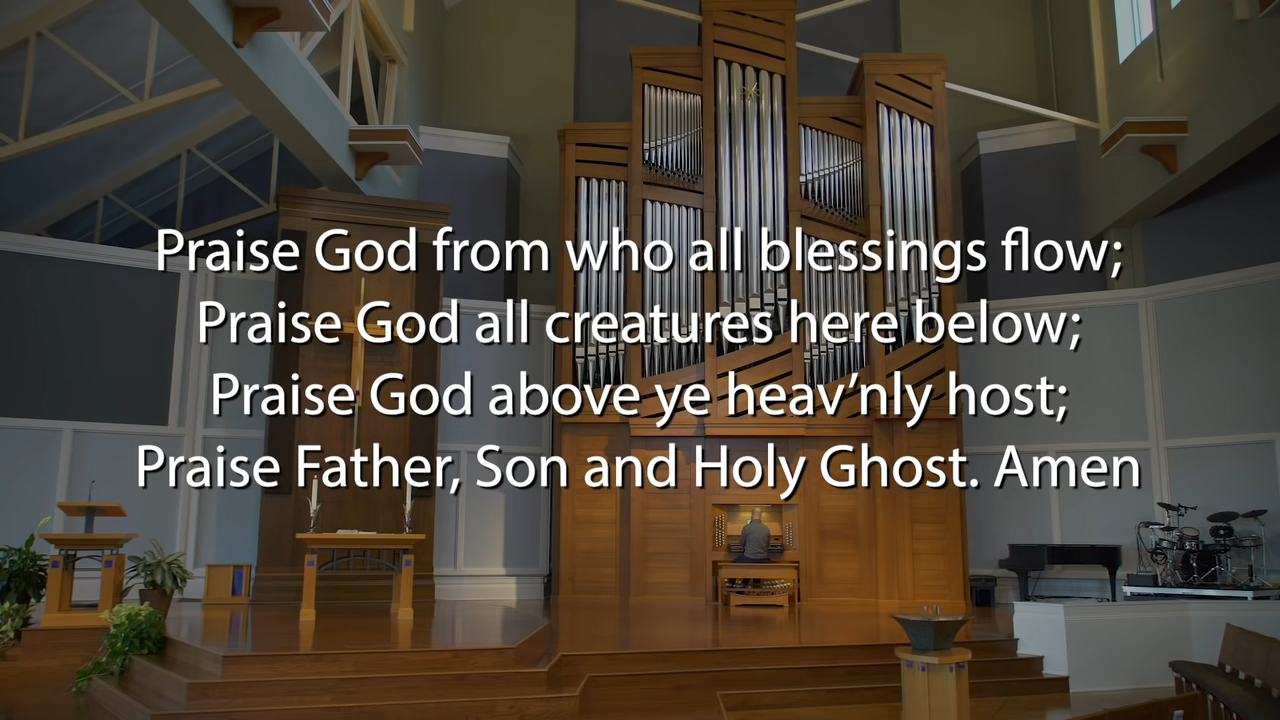 Praise God from who all blessings flow;
Praise God all creatures here below;
Praise God above ye heav’nly host;
Praise Father, Son and Holy Ghost. Amen